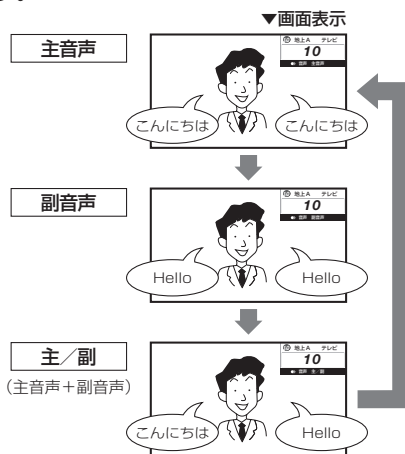 ▼画面表示
主音声
地上A テレビ
10
音声 主音声
こんにちは こんにちは
副音声
地上A テレビ
10
音声 副音声
Hello Hello
主/副
(主音声+副音声)
地上A テレビ
10
音声 主/副
こんにちは Hello